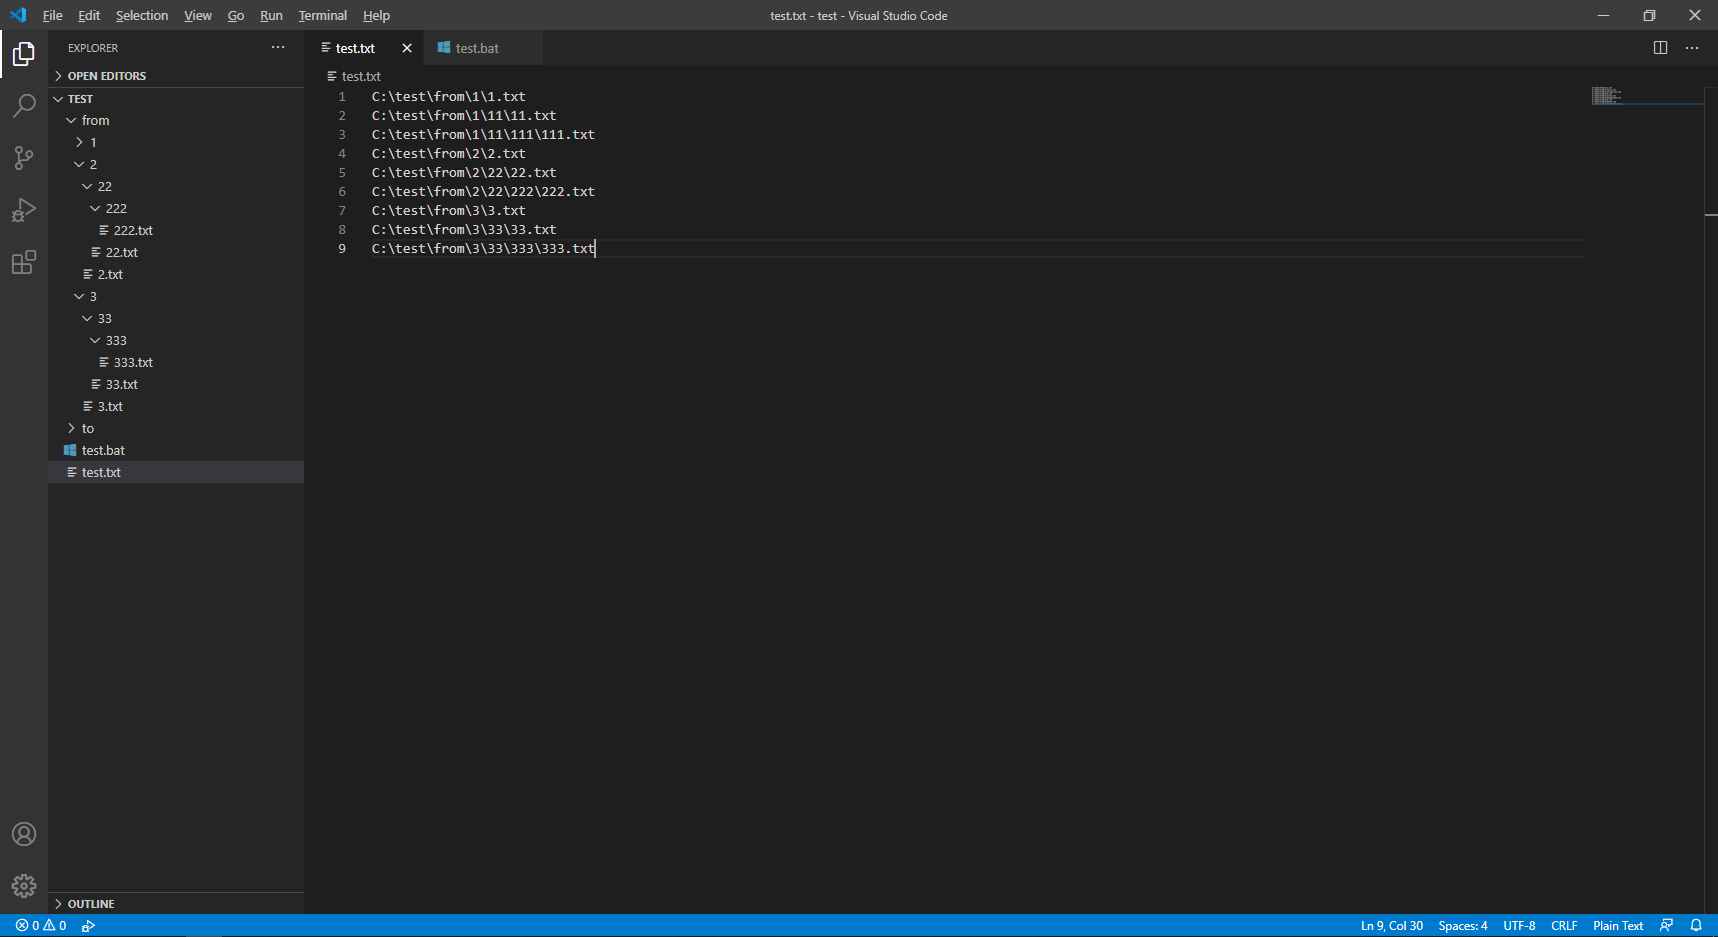 File Edit Selection View Go Run Terminal Help
test.txt - test - Visual Studio Code
EXPLORER
OPEN EDITORS
TEST
from
1
2
22
222
222.txt
22.txt
2.txt
3
33
333
333.txt
33.txt
3.txt
to
test.bat
test.txt
OUTLINE
test.txt test.bat
test.txt
1 C:\test\from\1\1.txt
2 C:\test\from\1\11\11.txt
3 C:\test\from\1\11\111\111.txt
4 C:\test\from\2\2.txt
5 C:\test\from\2\22\22.txt
6 C:\test\from\2\22\222\222.txt
7 C:\test\from\3\3.txt
8 C:\test\from\3\33\33.txt
9 C:\test\from\3\33\333\333.txt
0 0
Ln 9, Col 30 Spaces: 4 UTF-8 CRLF Plain Text